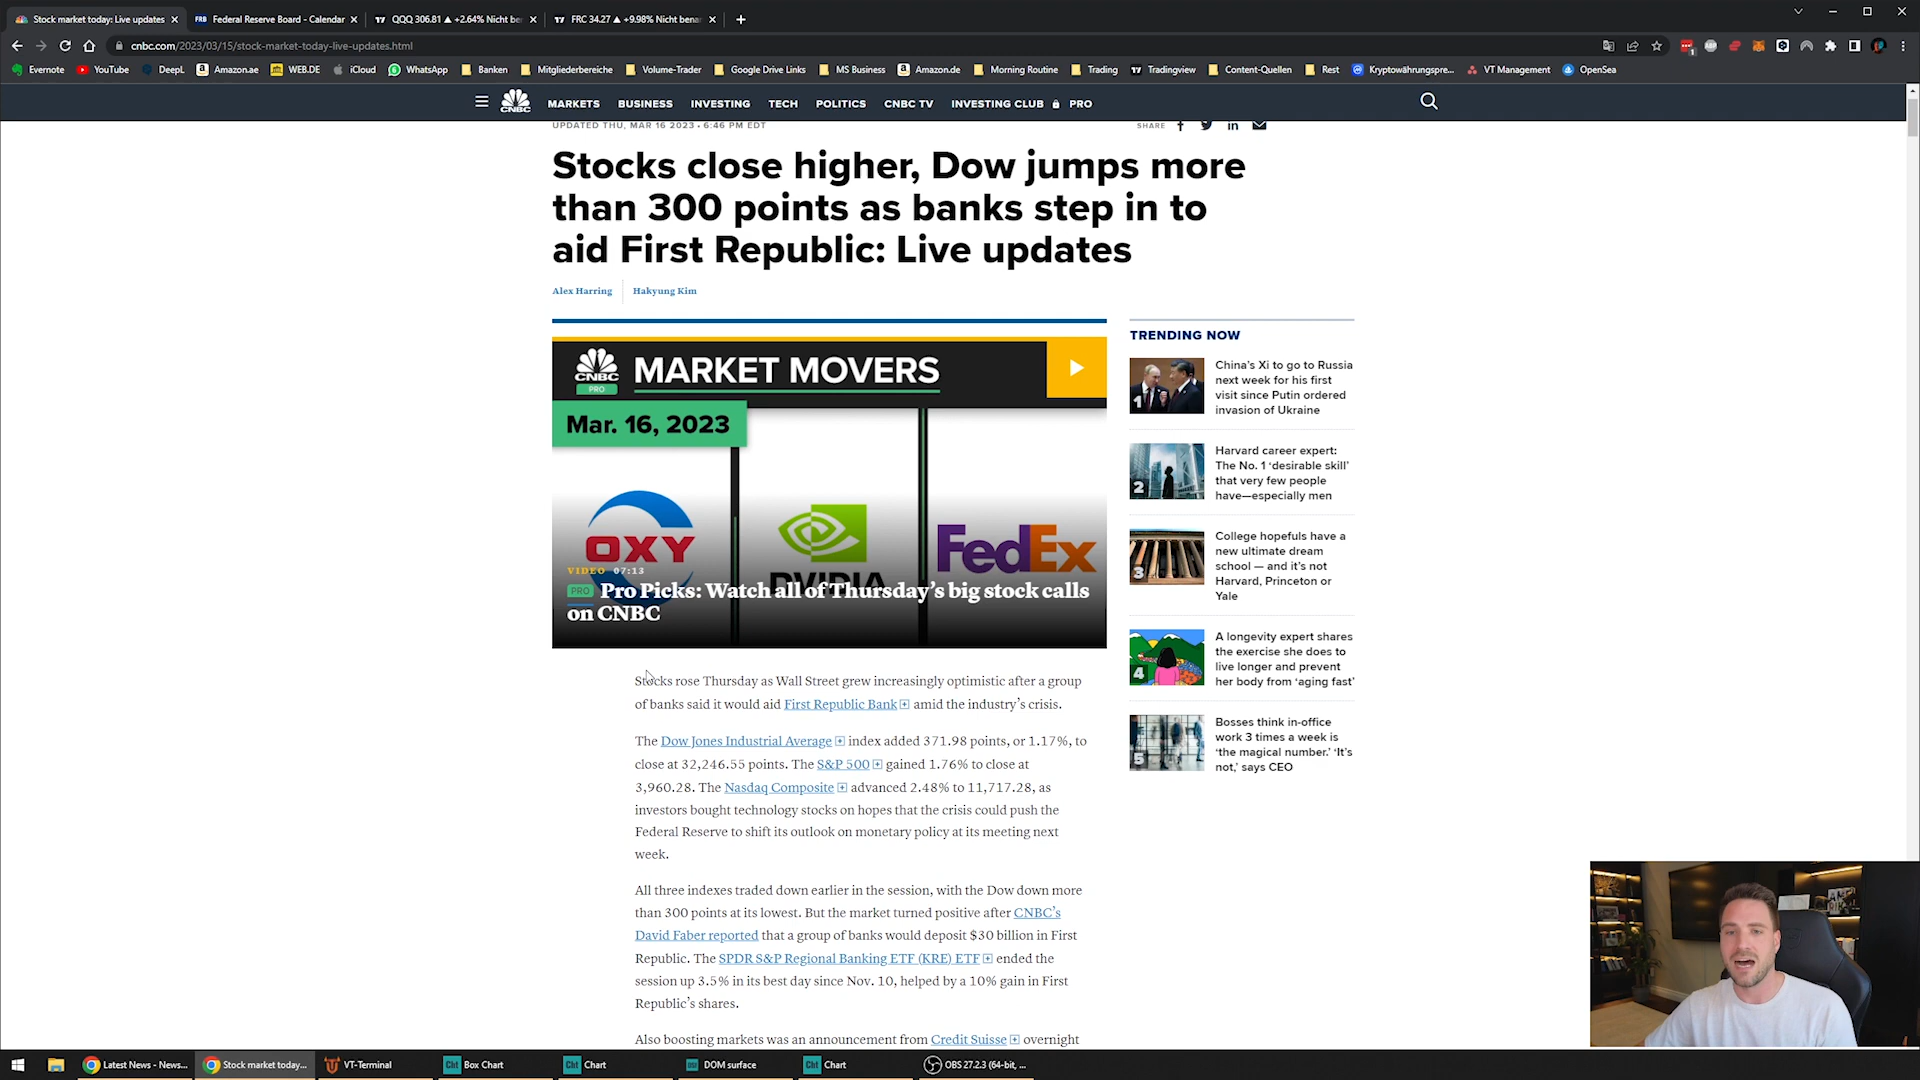 Stock market today: Live updates
Federal Reserve Board - Calendar
QQQ 306.81 ▲ +2.64% Nicht be
FRC 34.27 ▲ +9.98% Nicht bena
cnbc.com/2023/03/15/stock-market-today-live-updates.html
Evernote
YouTube
DeepL
Amazon.ae
WEB.DE
iCloud
WhatsApp
Banken
Mitgliederbereiche
Volume-Trader
Google Drive Links
MS Business
Amazon.de
Morning Routine
Trading
Tradingview
Content-Quellen
Rest
Kryptowährungspre...
VT Management
OpenSea
CNBC
MARKETS
BUSINESS
INVESTING
TECH
POLITICS
CNBC TV
INVESTING CLUB
PRO
UPDATED THU, MAR 16 2023 • 6:46 PM EDT
SHARE
Stocks close higher, Dow jumps more
than 300 points as banks step in to
aid First Republic: Live updates
Alex Harring
Hakyung Kim
CNBC
PRO
MARKET MOVERS
Mar. 16, 2023
OXY
NVIDIA
FedEx
VIDEO 07:13
PRO Pro Picks: Watch all of Thursday's big stock calls
on CNBC
Stocks rose Thursday as Wall Street grew increasingly optimistic after a group
of banks said it would aid First Republic Bank amid the industry's crisis.
The Dow Jones Industrial Average index added 371.98 points, or 1.17%, to
close at 32,246.55 points. The S&P 500 gained 1.76% to close at
3,960.28. The Nasdaq Composite advanced 2.48% to 11,717.28, as
investors bought technology stocks on hopes that the crisis could push the
Federal Reserve to shift its outlook on monetary policy at its meeting next
week.
All three indexes traded down earlier in the session, with the Dow down more
than 300 points at its lowest. But the market turned positive after CNBC's
David Faber reported that a group of banks would deposit $30 billion in First
Republic. The SPDR S&P Regional Banking ETF (KRE) ETF ended the
session up 3.5% in its best day since Nov. 10, helped by a 10% gain in First
Republic's shares.
Also boosting markets was an announcement from Credit Suisse overnight
TRENDING NOW
1
China's Xi to go to Russia
next week for his first
visit since Putin ordered
invasion of Ukraine
2
Harvard career expert:
The No. 1 'desirable skill'
that very few people
have—especially men
3
College hopefuls have a
new ultimate dream
school — and it's not
Harvard, Princeton or
Yale
4
A longevity expert shares
the exercise she does to
live longer and prevent
her body from 'aging fast'
5
Bosses think in-office
work 3 times a week is
'the magical number.' 'It's
not,' says CEO
Latest News - News...
Stock market today...
VT-Terminal
Box Chart
Chart
DOM surface
Chart
OBS 27.2.3 (64-bit, ...